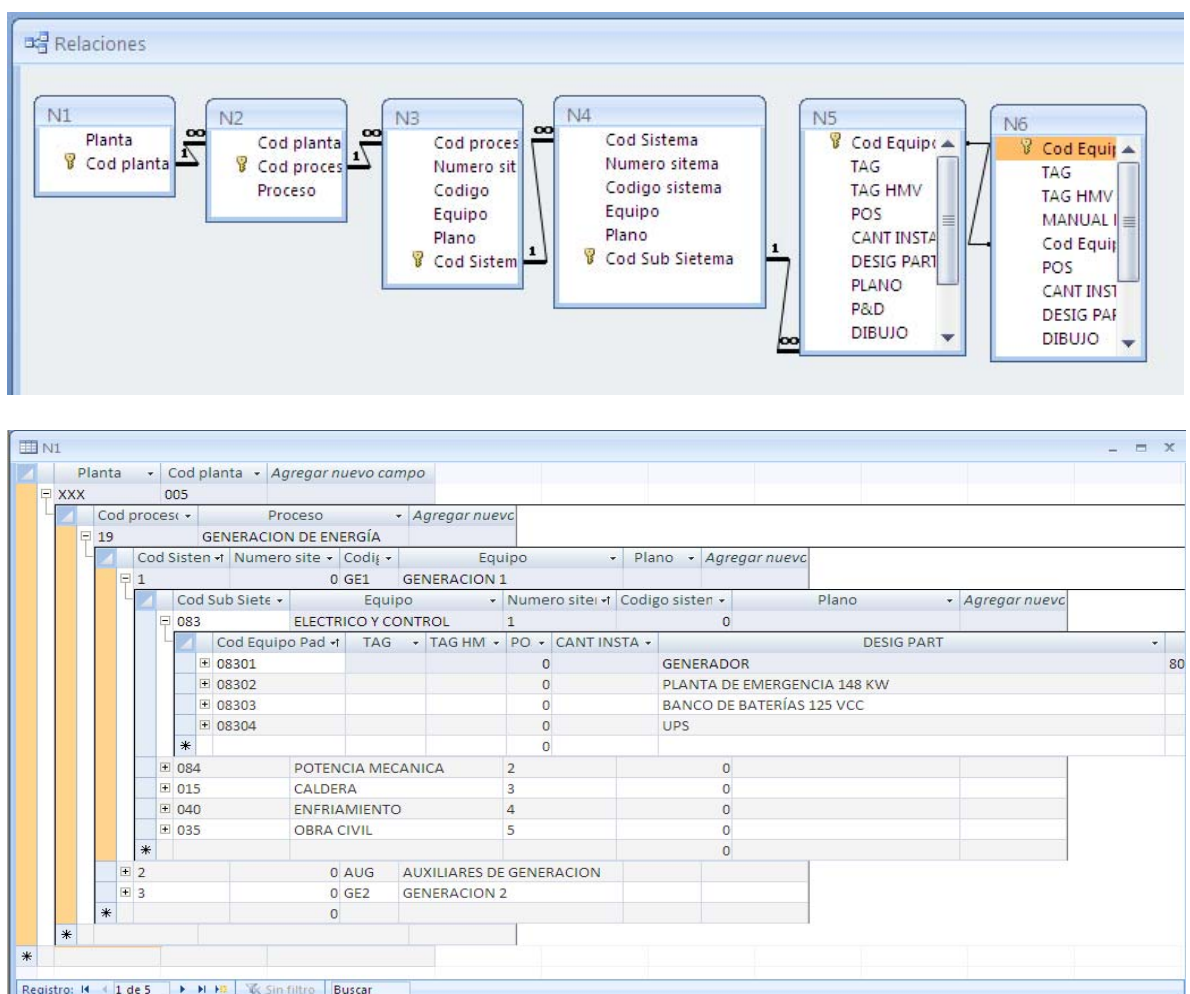 Relaciones
N1
Planta
Cod planta
N2
Cod planta
Cod proces
Proceso
N3
Cod proces
Numero sit
Codigo
Equipo
Plano
Cod Sistem
N4
Cod Sistema
Numero sitema
Codigo sistema
Equipo
Plano
Cod Sub Sietema
N5
Cod Equipo
TAG
TAG HMV
POS
CANT INSTA
DESIG PART
PLANO
P&D
DIBUJO
N6
Cod Equip
TAG
TAG HMV
MANUAL I
Cod Equip
POS
CANT INST
DESIG PAR
DIBUJO
1 ∞ 1 ∞ 1 ∞ 1 ∞
N1
Planta Cod planta Agregar nuevo campo
XXX 005
Cod proceso Proceso Agregar nuevo
19 GENERACION DE ENERGÍA
Cod Sisten Numero site Codig Equipo Plano Agregar nuevo
1 0 GE1 GENERACION 1
Cod Sub Siete Equipo Numero siter Codigo sisten Plano Agregar nuevo
083 ELECTRICO Y CONTROL 1 0
Cod Equipo Pad TAG TAG HM PO CANT INSTA DESIG PART
08301 0 GENERADOR 80
08302 0 PLANTA DE EMERGENCIA 148 KW
08303 0 BANCO DE BATERÍAS 125 VCC
08304 0 UPS
* 0
084 POTENCIA MECANICA 2 0
015 CALDERA 3 0
040 ENFRIAMIENTO 4 0
035 OBRA CIVIL 5 0
* 0
2 0 AUG AUXILIARES DE GENERACION
3 0 GE2 GENERACION 2
* 0
*
*
Registro: 1 de 5 Sin filtro Buscar